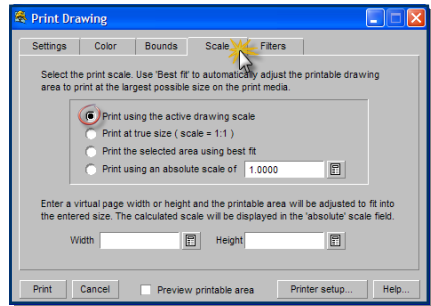 Print Drawing
Settings Color Bounds Scale Filters
Select the print scale. Use 'Best fit' to automatically adjust the printable drawing
area to print at the largest possible size on the print media.
Print using the active drawing scale
Print at true size ( scale = 1:1 )
Print the selected area using best fit
Print using an absolute scale of 1.0000
Enter a virtual page width or height and the printable area will be adjusted to fit into
the entered size. The calculated scale will be displayed in the 'absolute' scale field.
Width Height
Print Cancel Preview printable area Printer setup... Help...